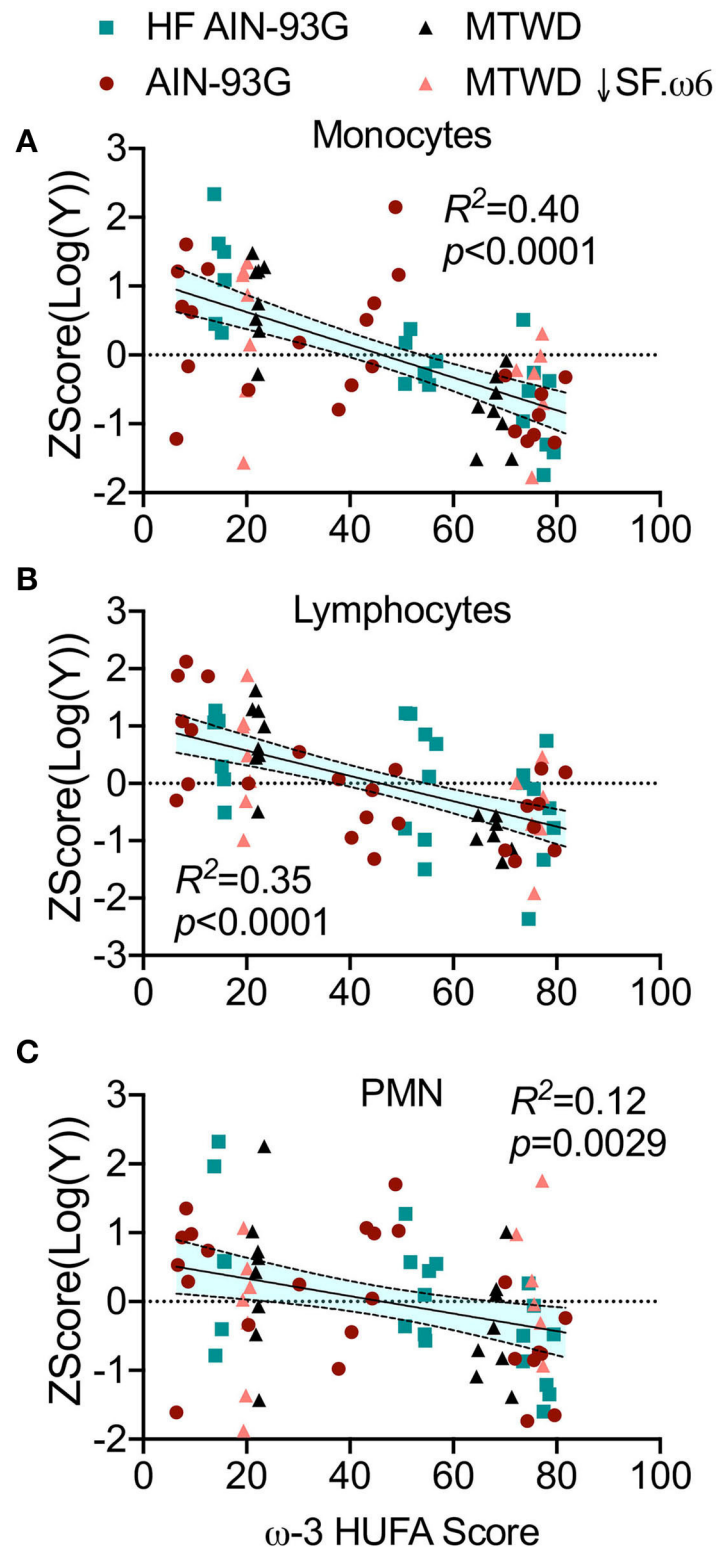 HF AIN-93G
MTWD
AIN-93G
MTWD ↓SF.ω6
A
Monocytes
ZScore(Log(Y))
R²=0.40
p<0.0001
3
2
1
0
-1
-2
0 20 40 60 80 100
B
Lymphocytes
ZScore(Log(Y))
R²=0.35
p<0.0001
3
2
1
0
-1
-2
-3
0 20 40 60 80 100
C
PMN
ZScore(Log(Y))
R²=0.12
p=0.0029
3
2
1
0
-1
-2
0 20 40 60 80 100
ω-3 HUFA Score